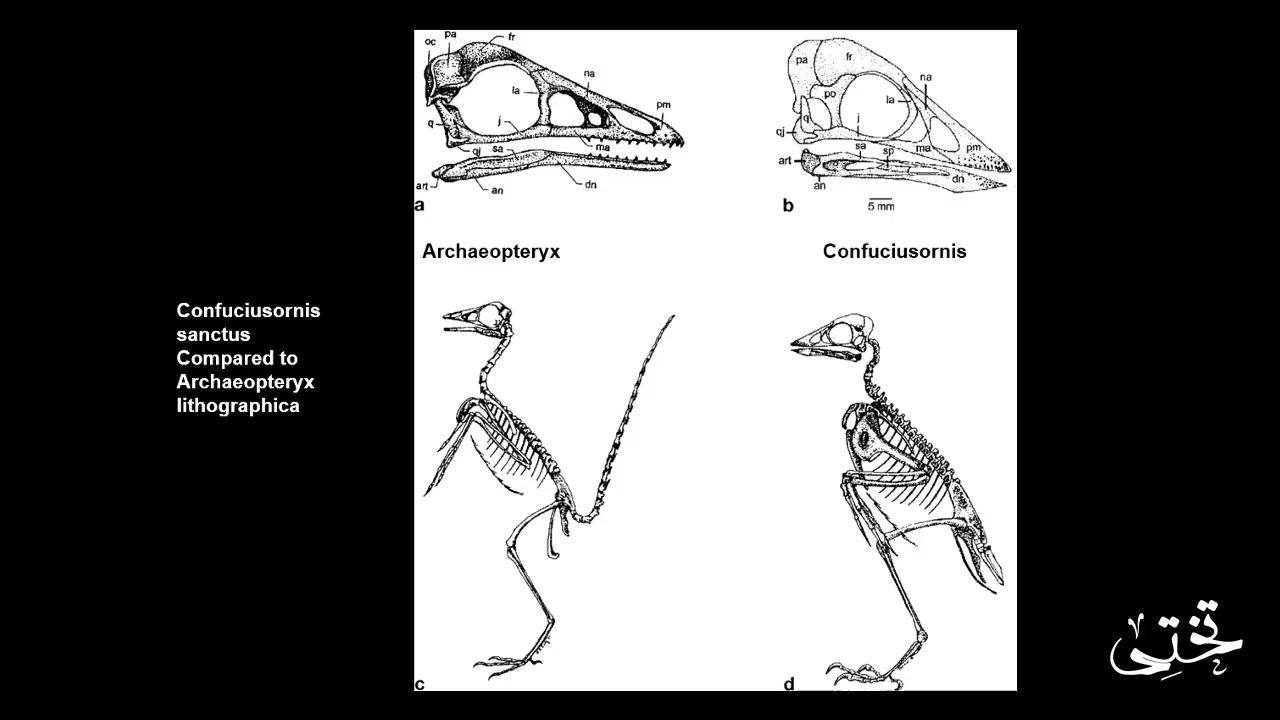 oc
pa
fr
na
la
pm
q
j
qj
sa
ma
art
an
dn
a
pa
fr
na
po
la
q
qj
j
ma
pm
sa
sp
art
an
dn
b
5 mm
Archaeopteryx
Confuciusornis
Confuciusornis
sanctus
Compared to
Archaeopteryx
lithographica
c
d
تختی